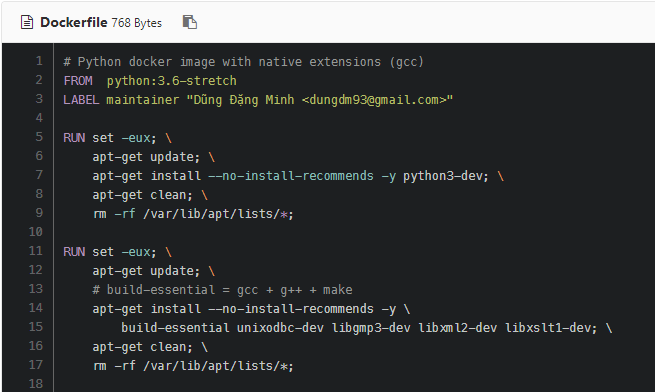 Dockerfile 768 Bytes
1 # Python docker image with native extensions (gcc)
2 FROM  python:3.6-stretch
3 LABEL maintainer "Dũng Đặng Minh <dungdm93@gmail.com>"
4
5 RUN set -eux; \
6     apt-get update; \
7     apt-get install --no-install-recommends -y python3-dev; \
8     apt-get clean; \
9     rm -rf /var/lib/apt/lists/*;
10
11 RUN set -eux; \
12     apt-get update; \
13     # build-essential = gcc + g++ + make
14     apt-get install --no-install-recommends -y \
15         build-essential unixodbc-dev libgmp3-dev libxml2-dev libxslt1-dev; \
16     apt-get clean; \
17     rm -rf /var/lib/apt/lists/*;
18